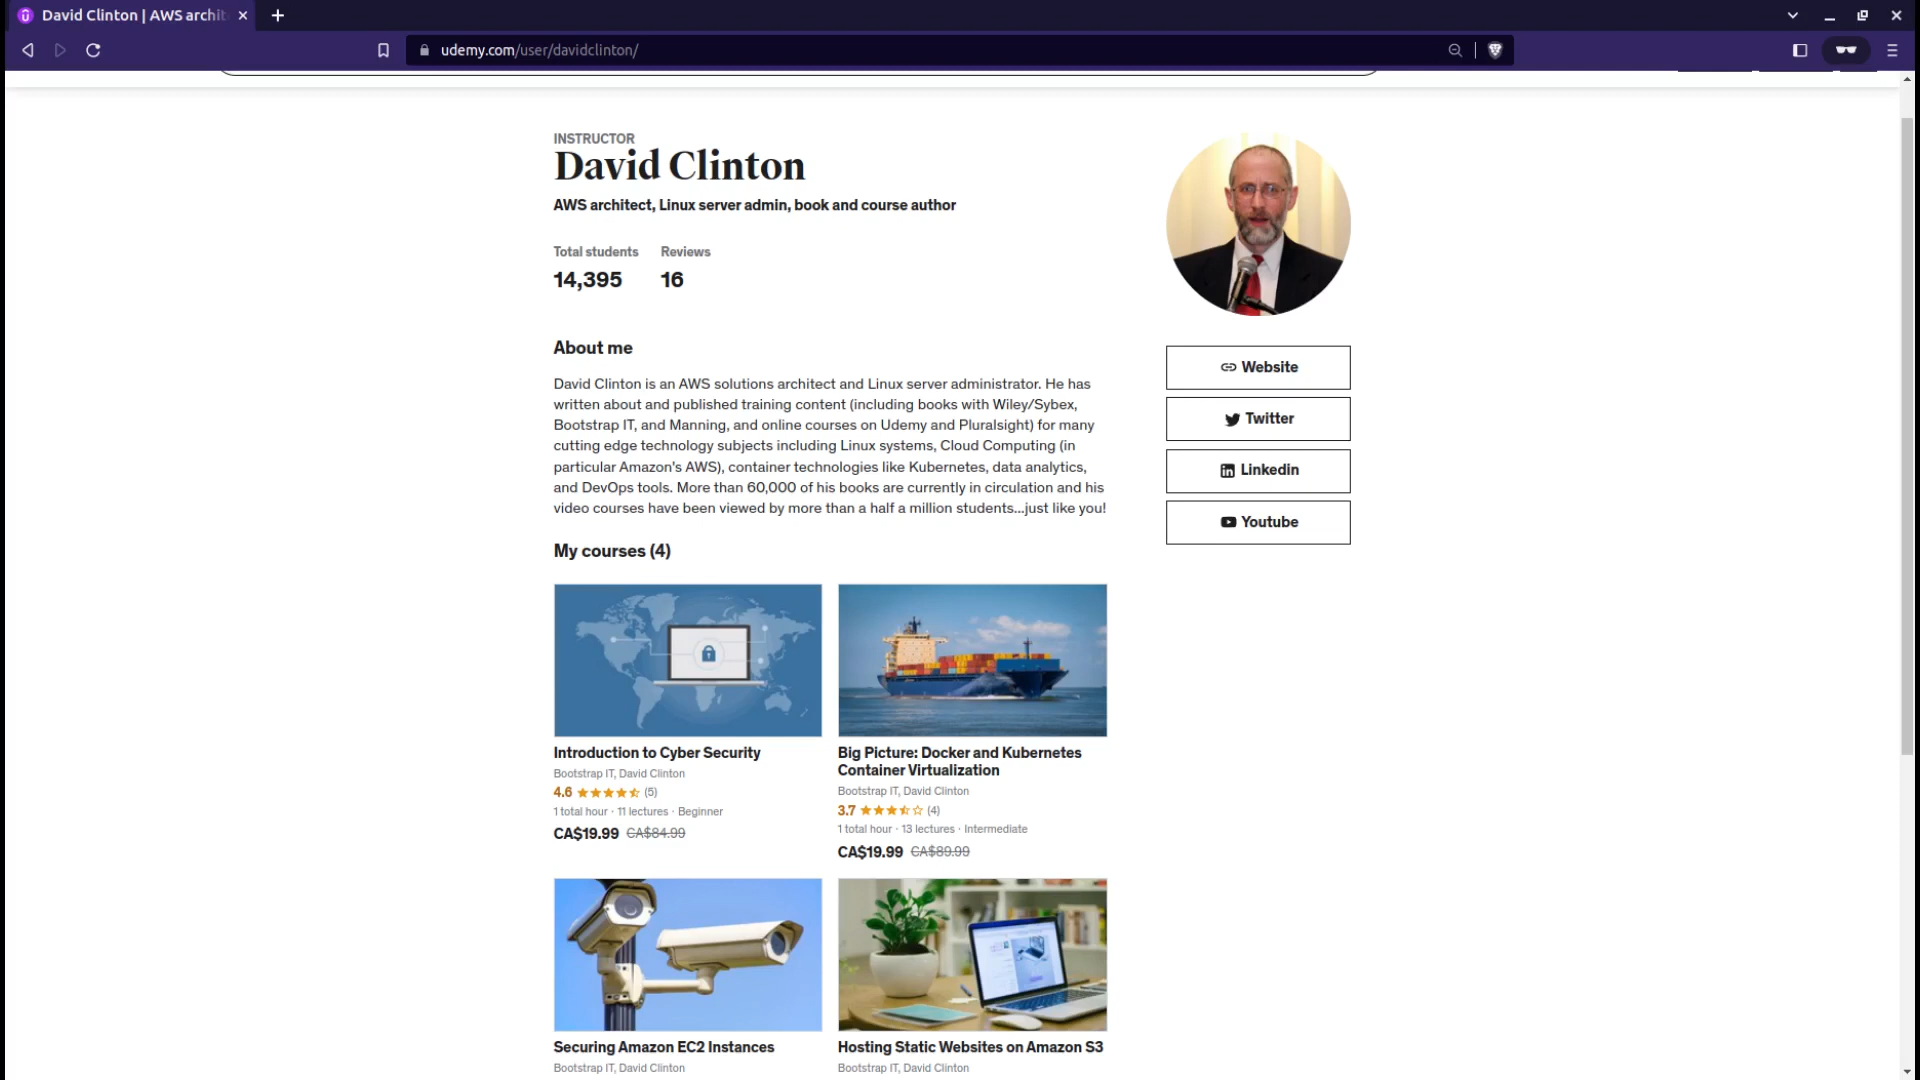 David Clinton | AWS archit
udemy.com/user/davidclinton/
INSTRUCTOR
David Clinton
AWS architect, Linux server admin, book and course author
Total students Reviews
14,395 16
About me
David Clinton is an AWS solutions architect and Linux server administrator. He has
written about and published training content (including books with Wiley/Sybex,
Bootstrap IT, and Manning, and online courses on Udemy and Pluralsight) for many
cutting edge technology subjects including Linux systems, Cloud Computing (in
particular Amazon's AWS), container technologies like Kubernetes, data analytics,
and DevOps tools. More than 60,000 of his books are currently in circulation and his
video courses have been viewed by more than a half a million students...just like you!
Website
Twitter
Linkedin
Youtube
My courses (4)
Introduction to Cyber Security
Bootstrap IT, David Clinton
4.6 (5)
1 total hour · 11 lectures · Beginner
CA$19.99 CA$84.99
Big Picture: Docker and Kubernetes
Container Virtualization
Bootstrap IT, David Clinton
3.7 (4)
1 total hour · 13 lectures · Intermediate
CA$19.99 CA$89.99
Securing Amazon EC2 Instances
Bootstrap IT, David Clinton
Hosting Static Websites on Amazon S3
Bootstrap IT, David Clinton